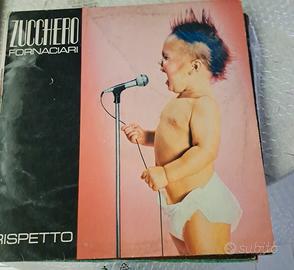 ZUCCHERO
FORNACIARI
RISPETTO
subito